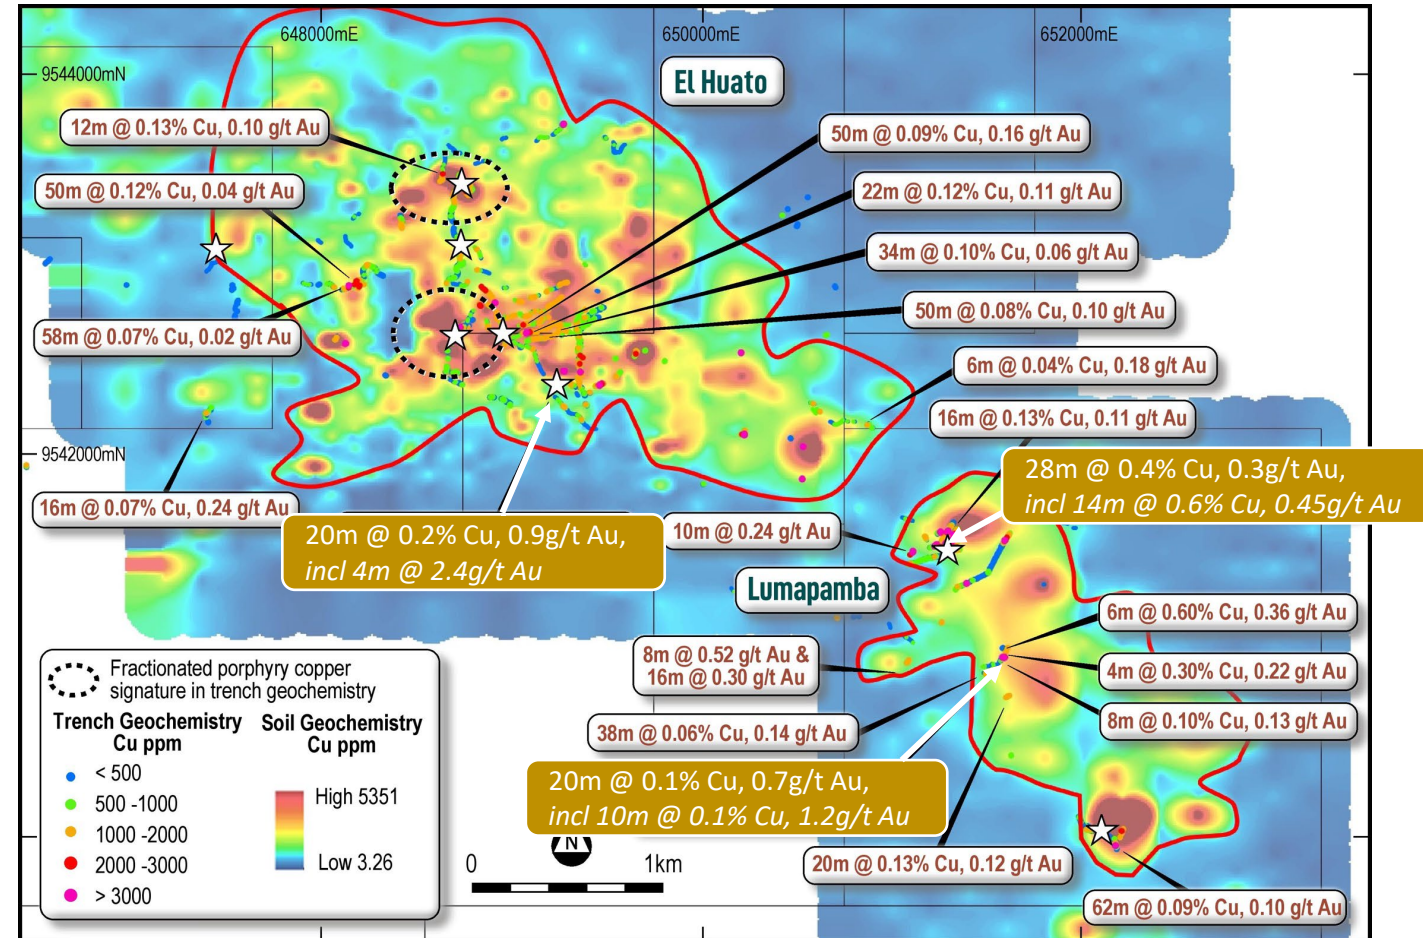 648000mE
650000mE
652000mE
9544000mN
El Huato
12m @ 0.13% Cu, 0.10 g/t Au
50m @ 0.09% Cu, 0.16 g/t Au
50m @ 0.12% Cu, 0.04 g/t Au
22m @ 0.12% Cu, 0.11 g/t Au
34m @ 0.10% Cu, 0.06 g/t Au
50m @ 0.08% Cu, 0.10 g/t Au
58m @ 0.07% Cu, 0.02 g/t Au
6m @ 0.04% Cu, 0.18 g/t Au
16m @ 0.13% Cu, 0.11 g/t Au
9542000mN
28m @ 0.4% Cu, 0.3g/t Au,
incl 14m @ 0.6% Cu, 0.45g/t Au
16m @ 0.07% Cu, 0.24 g/t Au
20m @ 0.2% Cu, 0.9g/t Au,
incl 4m @ 2.4g/t Au
10m @ 0.24 g/t Au
Lumapamba
6m @ 0.60% Cu, 0.36 g/t Au
8m @ 0.52 g/t Au &
16m @ 0.30 g/t Au
4m @ 0.30% Cu, 0.22 g/t Au
8m @ 0.10% Cu, 0.13 g/t Au
38m @ 0.06% Cu, 0.14 g/t Au
20m @ 0.1% Cu, 0.7g/t Au,
incl 10m @ 0.1% Cu, 1.2g/t Au
20m @ 0.13% Cu, 0.12 g/t Au
62m @ 0.09% Cu, 0.10 g/t Au
Fractionated porphyry copper
signature in trench geochemistry
Trench Geochemistry
Cu ppm
< 500
500 -1000
1000 -2000
2000 -3000
> 3000
Soil Geochemistry
Cu ppm
High 5351
Low 3.26
N
0
1km